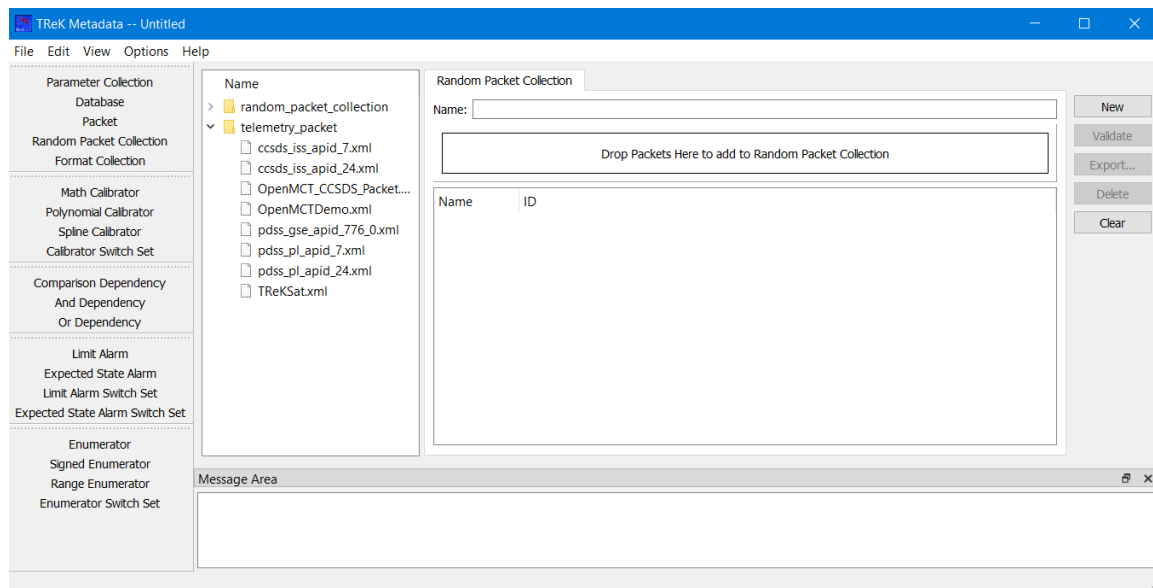 TReK Metadata -- Untitled
File Edit View Options Help
Parameter Collection
Database
Packet
Random Packet Collection
Format Collection
Math Calibrator
Polynomial Calibrator
Spline Calibrator
Calibrator Switch Set
Comparison Dependency
And Dependency
Or Dependency
Limit Alarm
Expected State Alarm
Limit Alarm Switch Set
Expected State Alarm Switch Set
Enumerator
Signed Enumerator
Range Enumerator
Enumerator Switch Set
Name
random_packet_collection
telemetry_packet
ccsds_iss_apid_7.xml
ccsds_iss_apid_24.xml
OpenMCT_CCSDS_Packet....
OpenMCTDemo.xml
pdss_gse_apid_776_0.xml
pdss_pl_apid_7.xml
pdss_pl_apid_24.xml
TReKSat.xml
Random Packet Collection
Name:
Drop Packets Here to add to Random Packet Collection
Name ID
New
Validate
Export...
Delete
Clear
Message Area